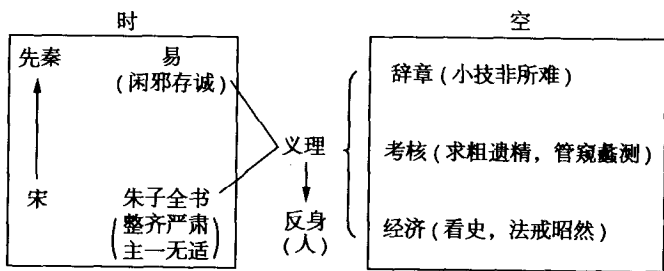 时
先秦 易
(闲邪存诚)
宋 朱子全书
(整齐严肃
主一无适)
义理
反身
(人)
空
辞章(小技非所难)
考核(求粗遗精,管窥蠡测)
经济(看史,法戒昭然)